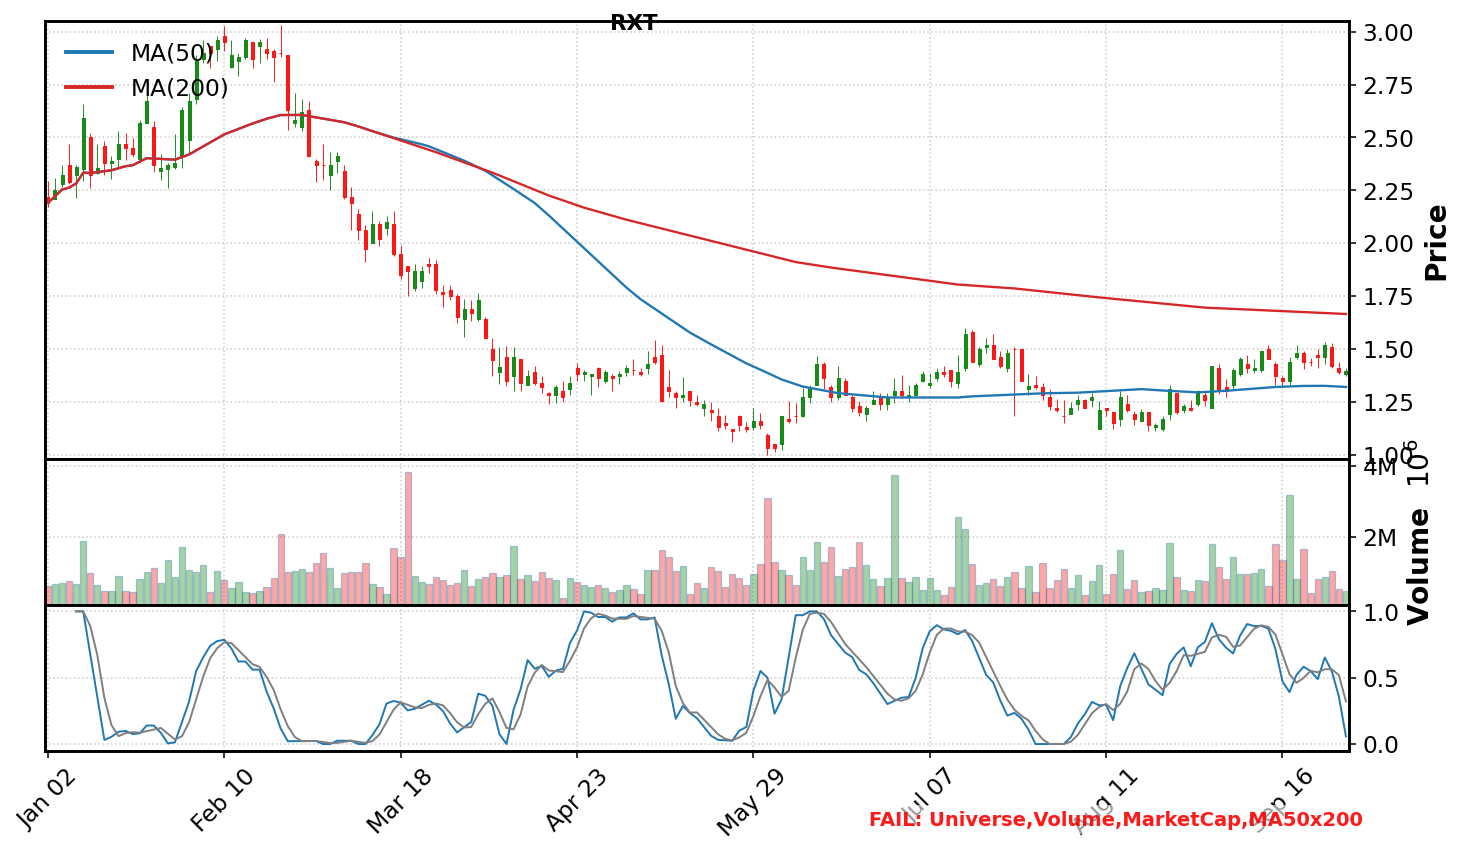 RXT
MA(50)
MA(200)
3.00
2.75
2.50
2.25
2.00
1.75
1.50
1.25
1.00
Price
4M
2M
Volume 10⁶
1.0
0.5
0.0
Jan 02
Feb 10
Mar 18
Apr 23
May 29
Jul 07
Aug 11
Sep 16
FAIL: Universe,Volume,MarketCap,MA50x200